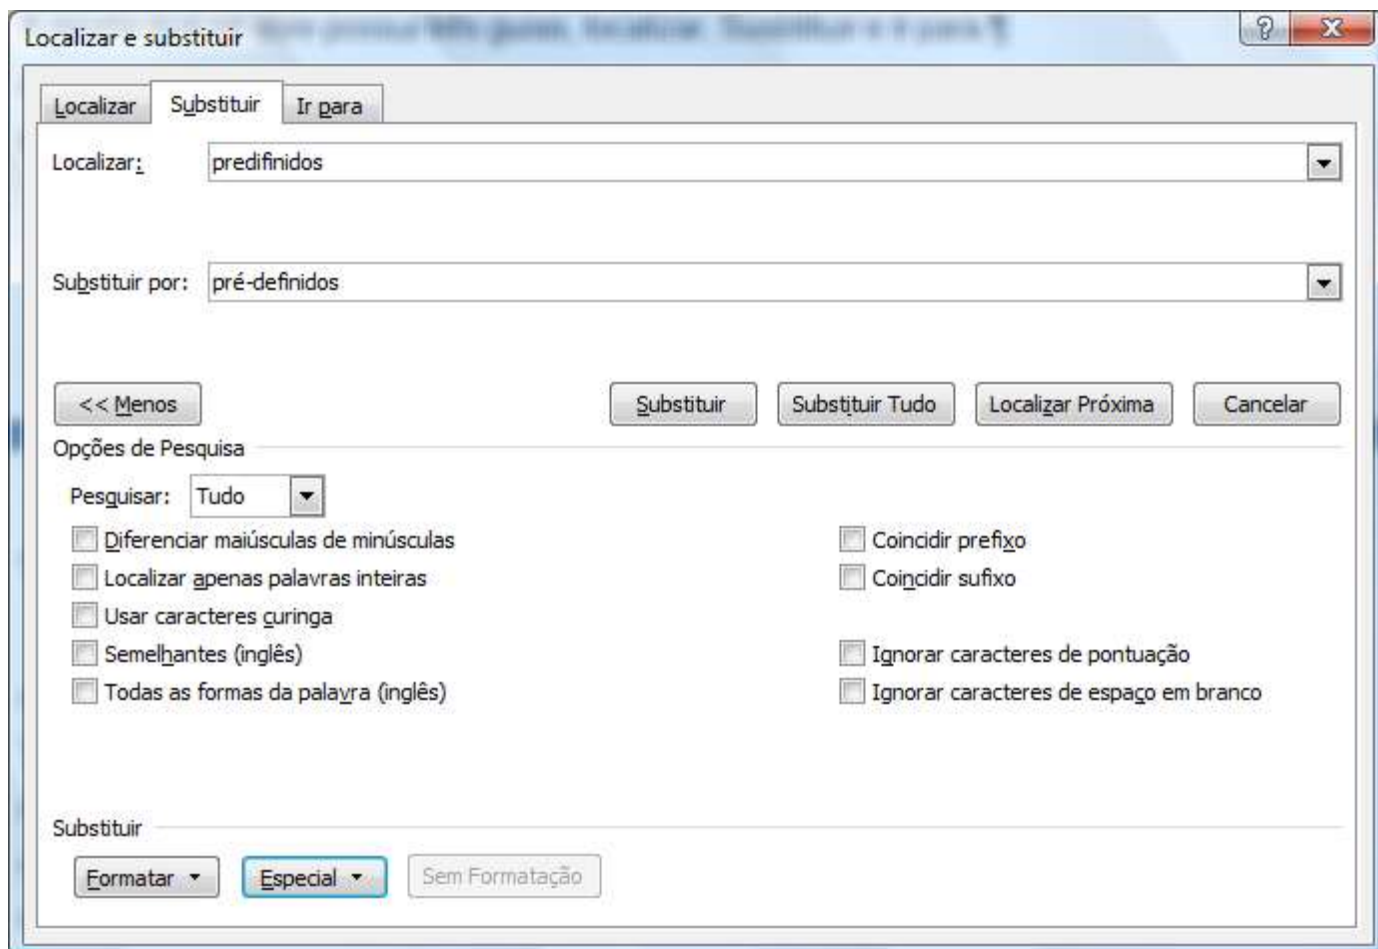 Localizar e substituir
Localizar Substituir Ir para
Localizar: predifinidos
Substituir por: pré-definidos
<< Menos Substituir Substituir Tudo Localizar Próxima Cancelar
Opções de Pesquisa
Pesquisar: Tudo
Diferenciar maiúsculas de minúsculas Coincidir prefixo
Localizar apenas palavras inteiras Coincidir sufixo
Usar caracteres curinga
Semelhantes (inglês) Ignorar caracteres de pontuação
Todas as formas da palavra (inglês) Ignorar caracteres de espaço em branco
Substituir
Formatar Especial Sem Formatação